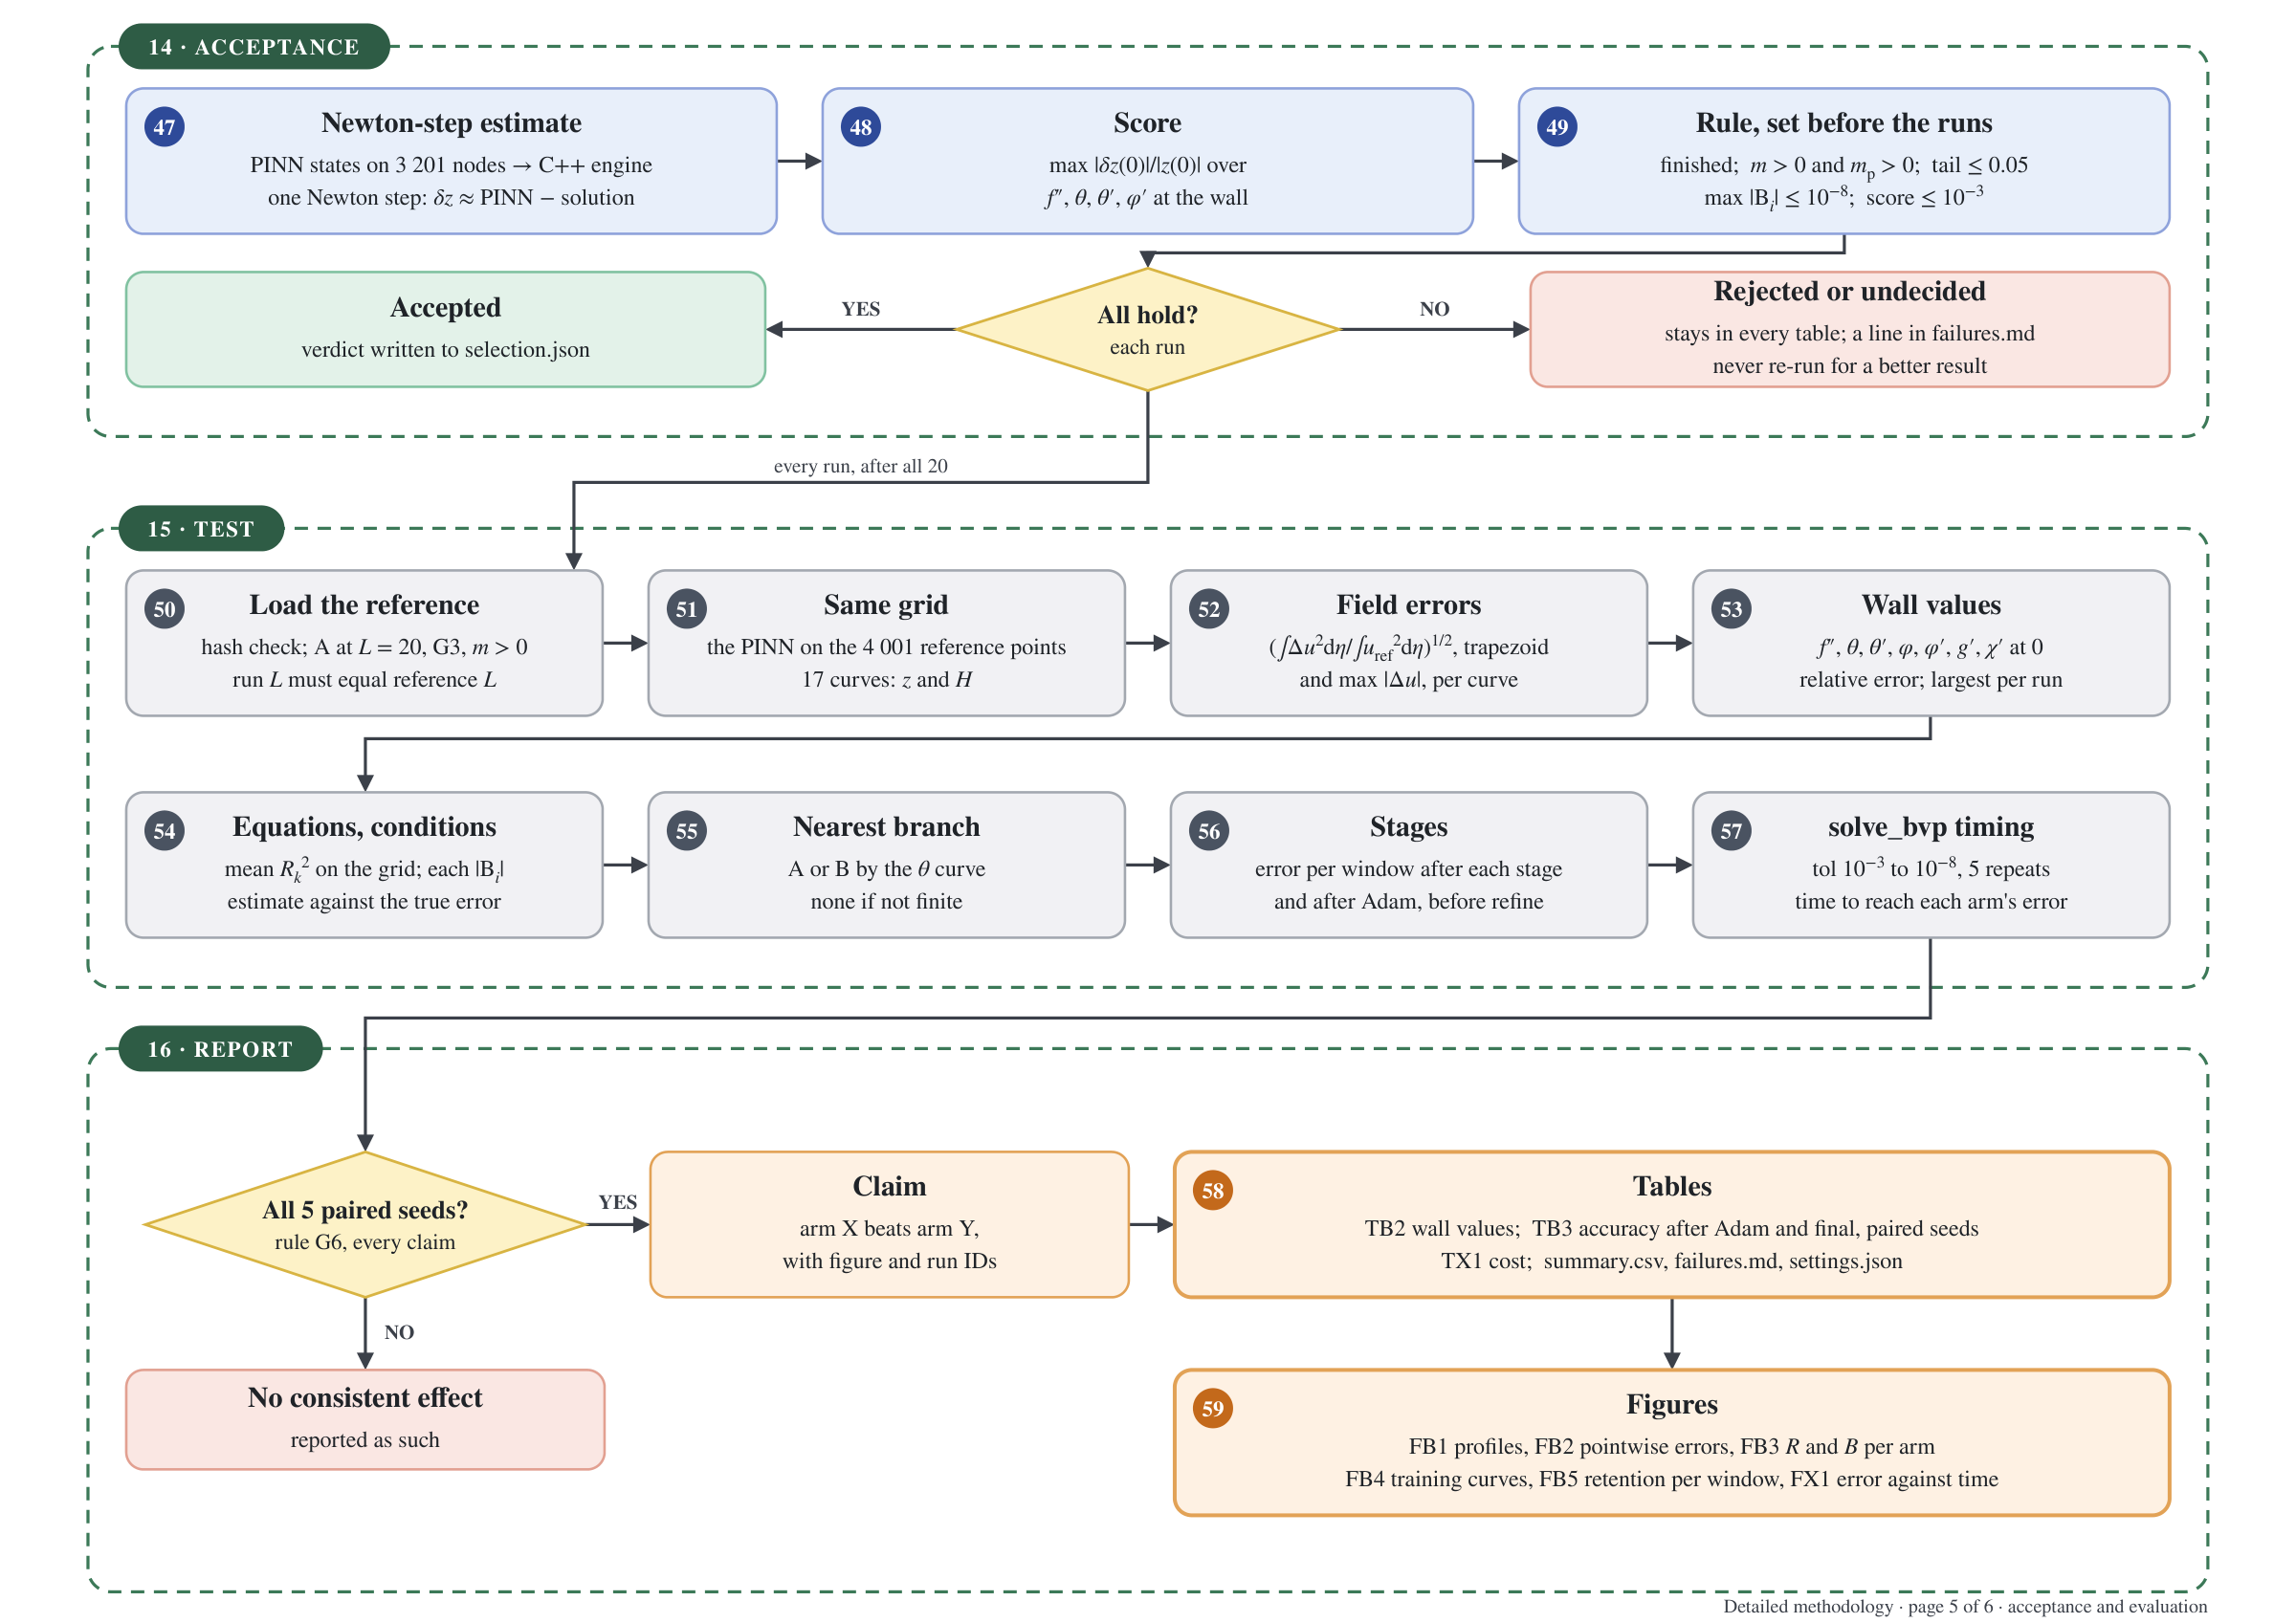 14 · ACCEPTANCE
47
Newton-step estimate
PINN states on 3 201 nodes → C++ engine
one Newton step: δz ≈ PINN − solution
48
Score
max |δz(0)|/|z(0)| over
f″, θ, θ′, φ′ at the wall
49
Rule, set before the runs
finished; m > 0 and mₚ > 0; tail ≤ 0.05
max |Bᵢ| ≤ 10⁻⁸; score ≤ 10⁻³
Accepted
verdict written to selection.json
YES
All hold?
each run
NO
Rejected or undecided
stays in every table; a line in failures.md
never re-run for a better result
every run, after all 20
15 · TEST
50
Load the reference
hash check; A at L = 20, G3, m > 0
run L must equal reference L
51
Same grid
the PINN on the 4 001 reference points
17 curves: z and H
52
Field errors
(∫Δu²dη/∫u_ref²dη)^1/2, trapezoid
and max |Δu|, per curve
53
Wall values
f″, θ, θ′, φ, φ′, g′, χ′ at 0
relative error; largest per run
54
Equations, conditions
mean Rₖ² on the grid; each |Bᵢ|
estimate against the true error
55
Nearest branch
A or B by the θ curve
none if not finite
56
Stages
error per window after each stage
and after Adam, before refine
57
solve_bvp timing
tol 10⁻³ to 10⁻⁸, 5 repeats
time to reach each arm's error
16 · REPORT
All 5 paired seeds?
rule G6, every claim
YES
Claim
arm X beats arm Y,
with figure and run IDs
58
Tables
TB2 wall values; TB3 accuracy after Adam and final, paired seeds
TX1 cost; summary.csv, failures.md, settings.json
NO
No consistent effect
reported as such
59
Figures
FB1 profiles, FB2 pointwise errors, FB3 R and B per arm
FB4 training curves, FB5 retention per window, FX1 error against time
Detailed methodology · page 5 of 6 · acceptance and evaluation